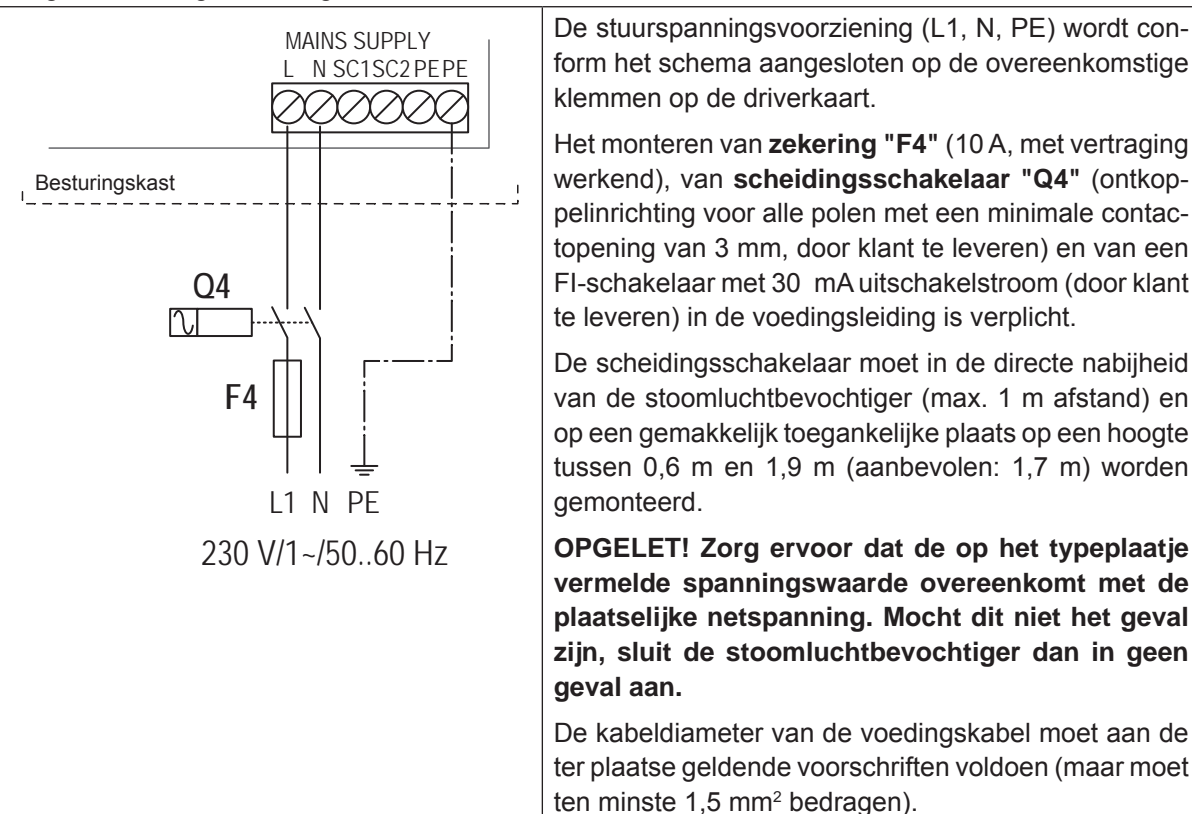 MAINS SUPPLY
L N SC1 SC2 PE PE
Besturingskast
Q4
F4
L1 N PE
230 V/1~/50..60 Hz
De stuurspanningsvoorziening (L1, N, PE) wordt con-
form het schema aangesloten op de overeenkomstige
klemmen op de driverkaart.
Het monteren van zekering "F4" (10 A, met vertraging
werkend), van scheidingsschakelaar "Q4" (ontkop-
pelinrichting voor alle polen met een minimale contac-
topening van 3 mm, door klant te leveren) en van een
FI-schakelaar met 30 mA uitschakelstroom (door klant
te leveren) in de voedingsleiding is verplicht.
De scheidingsschakelaar moet in de directe nabijheid
van de stoomluchtbevochtiger (max. 1 m afstand) en
op een gemakkelijk toegankelijke plaats op een hoogte
tussen 0,6 m en 1,9 m (aanbevolen: 1,7 m) worden
gemonteerd.
OPGELET! Zorg ervoor dat de op het typeplaatje
vermelde spanningswaarde overeenkomt met de
plaatselijke netspanning. Mocht dit niet het geval
zijn, sluit de stoomluchtbevochtiger dan in geen
geval aan.
De kabeldiameter van de voedingskabel moet aan de
ter plaatse geldende voorschriften voldoen (maar moet
ten minste 1,5 mm² bedragen).